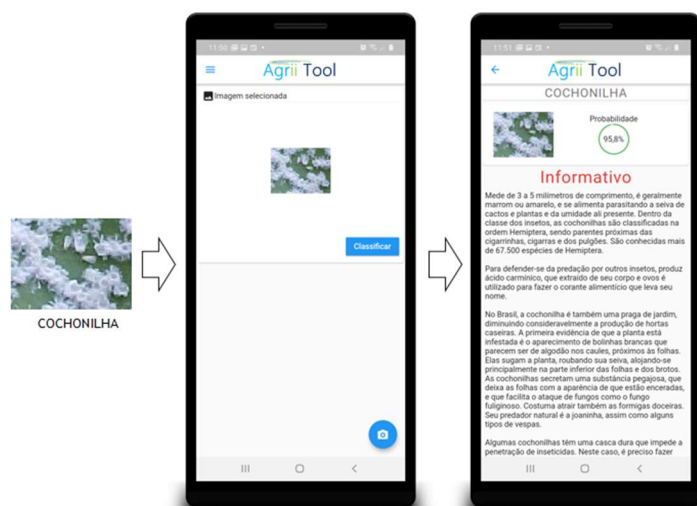 COCHONILHA
11:50
Agrii Tool
Imagem selecionada
Classificar
11:51
Agrii Tool
COCHONILHA
Probabilidade
95,8%
Informativo
Mede de 3 a 5 milímetros de comprimento, é geralmente
marrom ou amarelo, e se alimenta parasitando a seiva de
cactos e plantas e da umidade ali presente. Dentro da
classe dos insetos, as cochonilhas são classificadas na
ordem Hemiptera, sendo parentes próximas das
cigarrinhas, cigarras e dos pulgões. São conhecidas mais
de 67.500 espécies de Hemiptera.
Para defender-se da predação por outros insetos, produz
ácido carmínico, que extraído de seu corpo e ovos é
utilizado para fazer o corante alimentício que leva seu
nome.
No Brasil, a cochonilha é também uma praga de jardim,
diminuindo consideravelmente a produção de hortas
caseiras. A primeira evidência de que a planta está
infestada é o aparecimento de bolinhas brancas que
parecem ser de algodão nos caules, próximos às folhas.
Elas sugam a planta, roubando sua seiva, alojando-se
principalmente na parte inferior das folhas e dos brotos.
As cochonilhas secretam uma substância pegajosa, que
deixa as folhas com a aparência de que estão enceradas,
e que facilita o ataque de fungos como o fungo
fuliginoso. Costuma atrair também as formigas doceiras.
Seu predador natural é a joaninha, assim como alguns
tipos de vespas.
Algumas cochonilhas têm uma casca dura que impede a
penetração de inseticidas. Neste caso, é preciso fazer